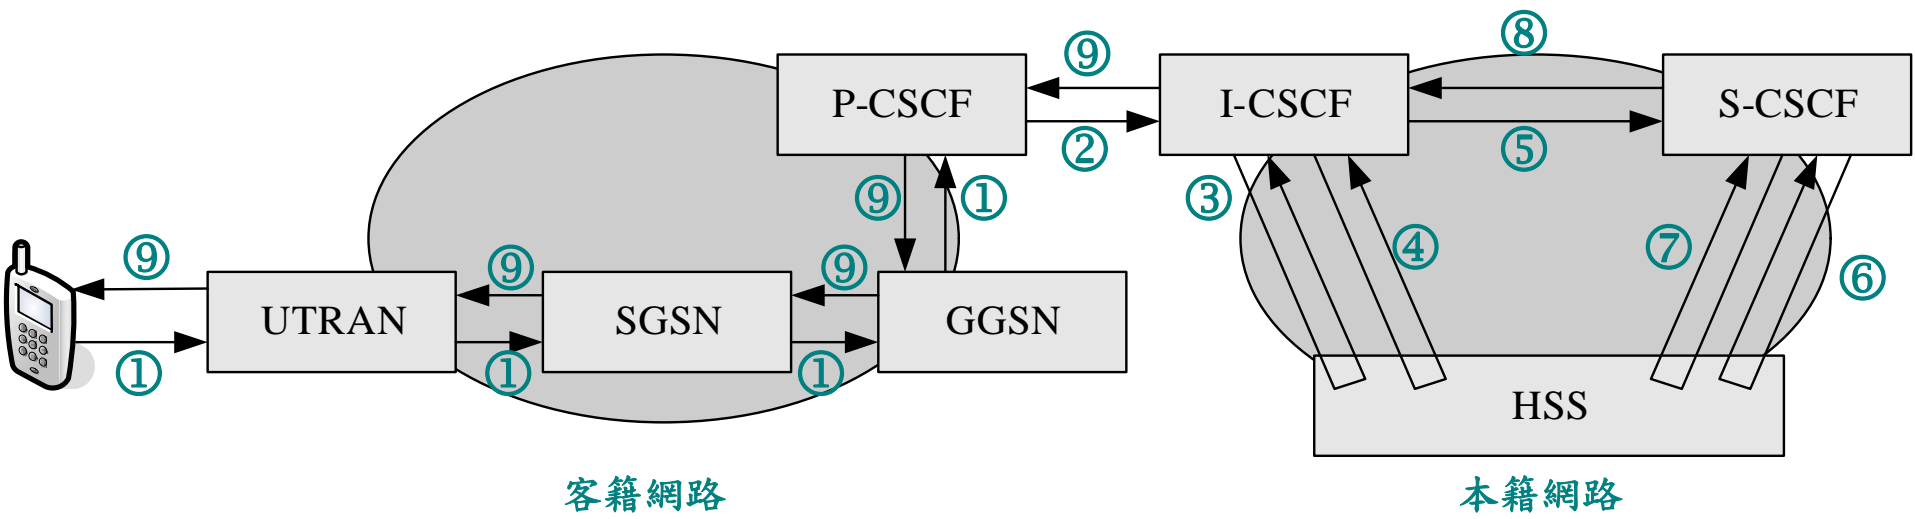 ⑧
⑨
P-CSCF
I-CSCF
S-CSCF
②
⑤
⑨
①
③
④
⑦
⑥
⑨
⑨
⑨
UTRAN
SGSN
GGSN
①
①
①
HSS
客籍網路
本籍網路